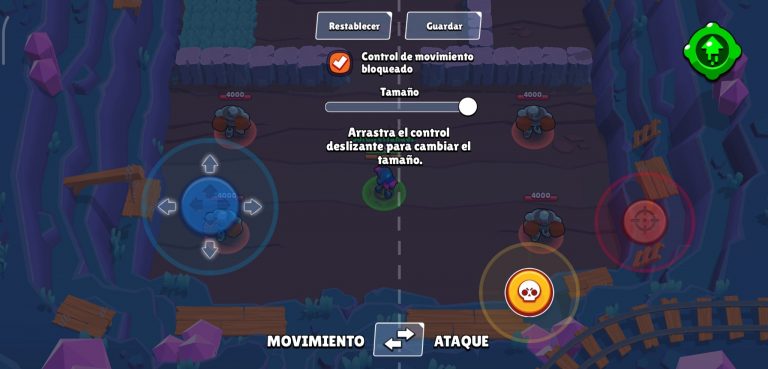 Restablecer
Guardar
Control de movimiento
bloqueado
Tamaño
Arrastra el control
deslizante para cambiar el
tamaño.
4000
4000
4000
4000
MOVIMIENTO
ATAQUE